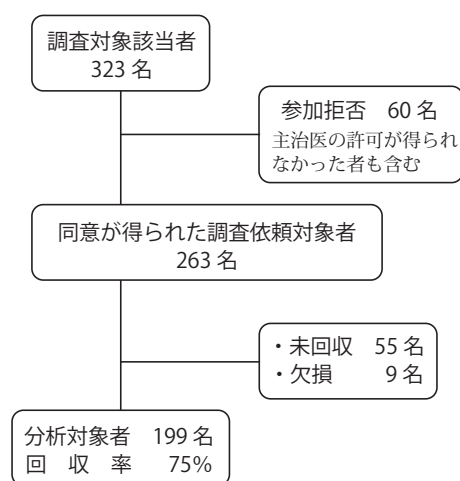 調査対象該当者
323 名
参加拒否 60 名
主治医の許可が得られ
なかった者も含む
同意が得られた調査依頼対象者
263 名
・未回収 55 名
・欠損 9 名
分析対象者 199 名
回 収 率 75%